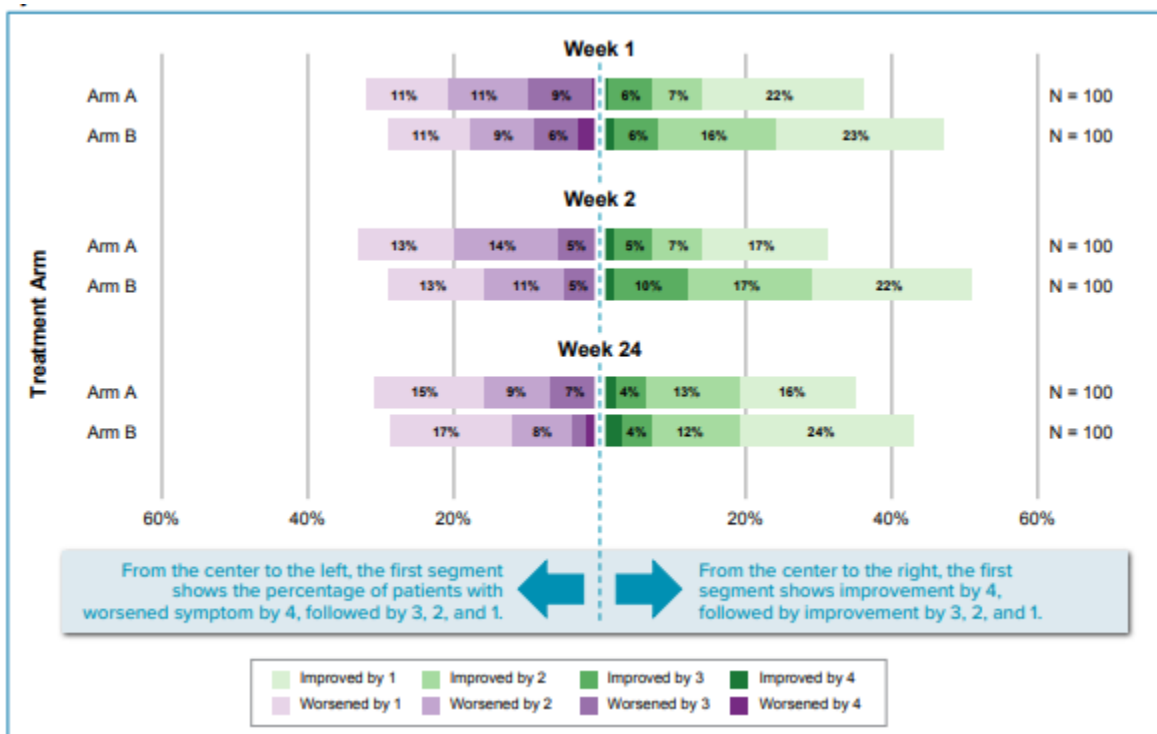 Week 1
Arm A 11% 11% 9% 6% 7% 22% N = 100
Arm B 11% 9% 6% 6% 16% 23% N = 100
Week 2
Arm A 13% 14% 5% 5% 7% 17% N = 100
Arm B 13% 11% 5% 10% 17% 22% N = 100
Week 24
Arm A 15% 9% 7% 4% 13% 16% N = 100
Arm B 17% 8% 4% 12% 24% N = 100
Treatment Arm
60% 40% 20% 20% 40% 60%
From the center to the left, the first segment
shows the percentage of patients with
worsened symptom by 4, followed by 3, 2, and 1.
From the center to the right, the first
segment shows improvement by 4,
followed by improvement by 3, 2, and 1.
Improved by 1 Improved by 2 Improved by 3 Improved by 4
Worsened by 1 Worsened by 2 Worsened by 3 Worsened by 4